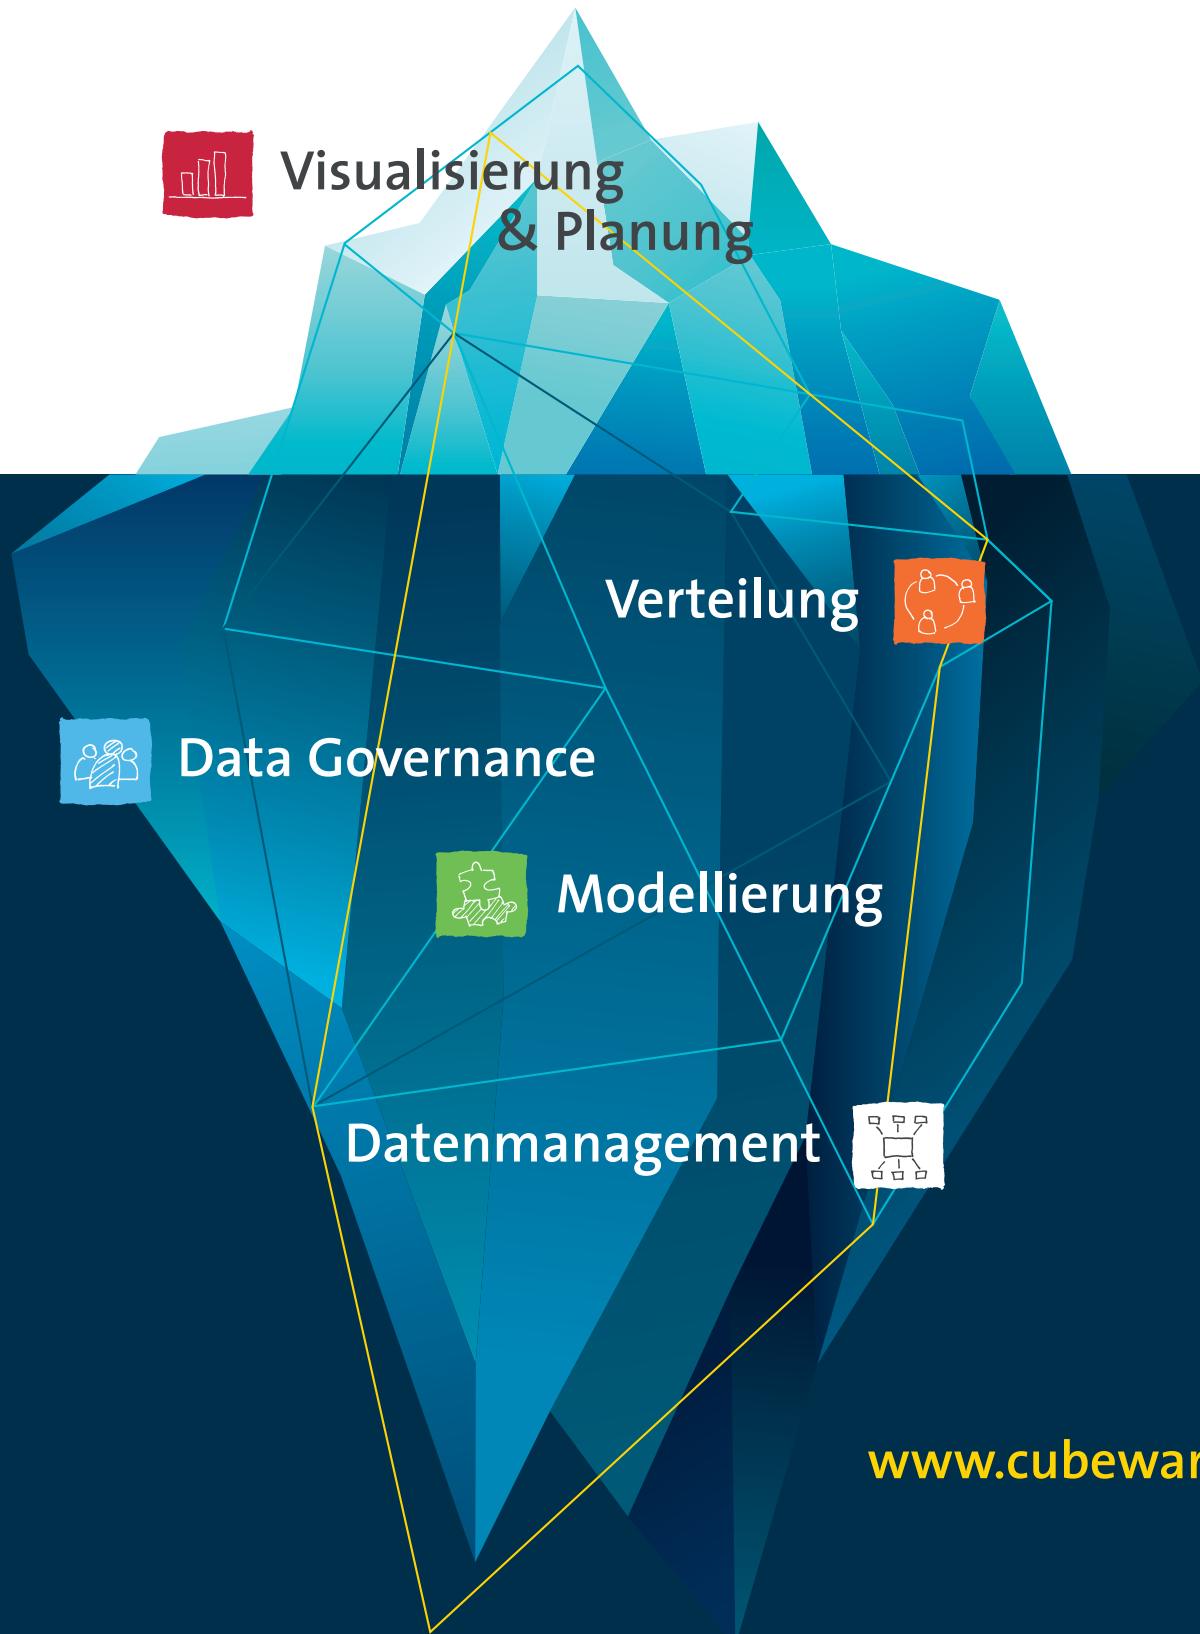 Visualisierung
& Planung
Verteilung
Data Governance
Modellierung
Datenmanagement
www.cubewar